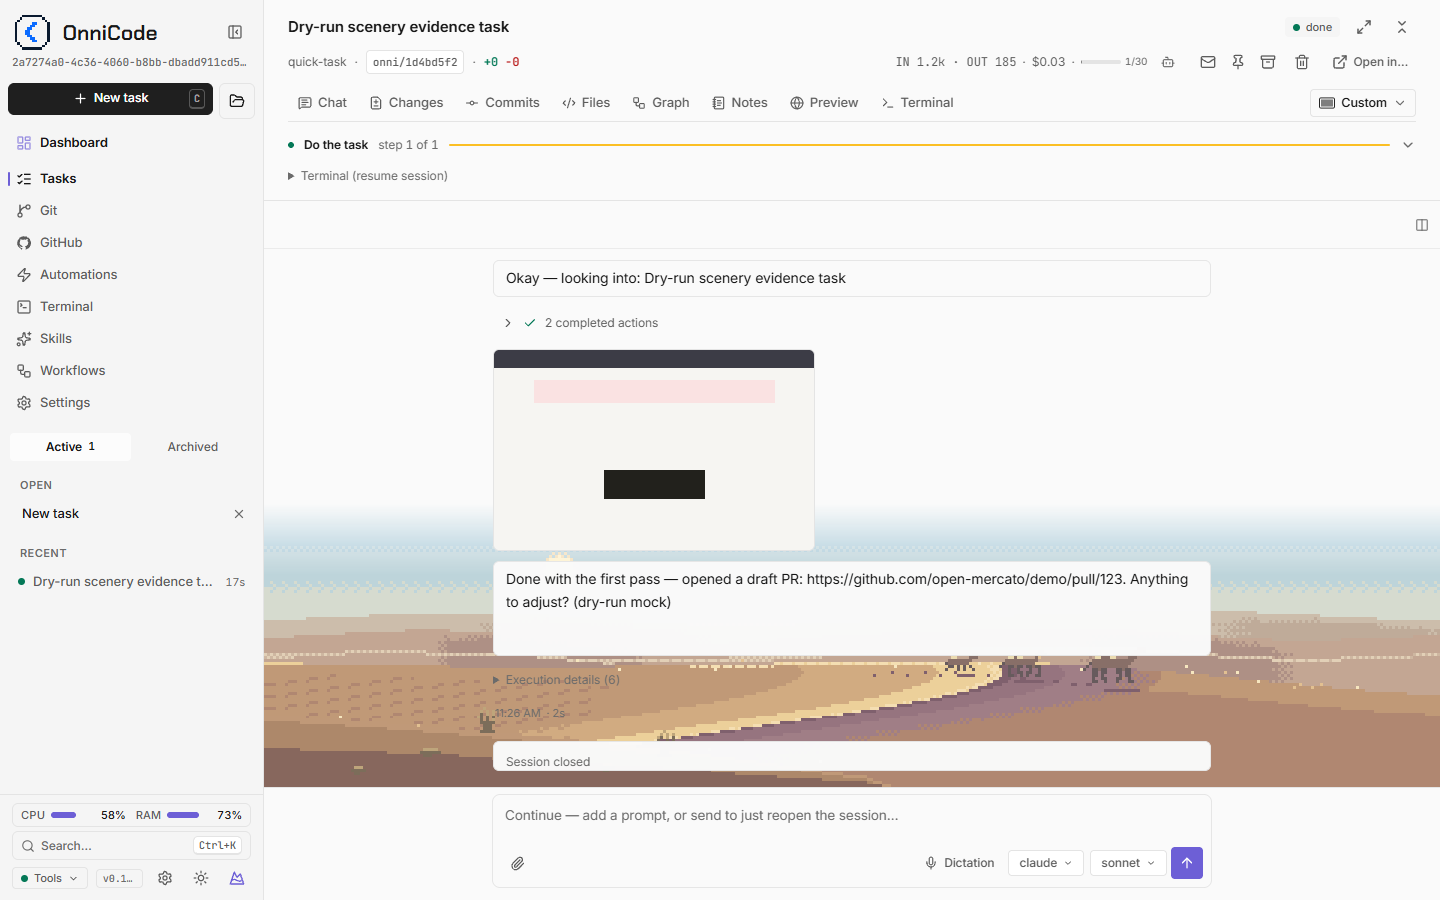 OnniCode
2a7274a0-4c36-4060-b8bb-dbadd911cd5…
New task C
Dashboard
Tasks
Git
GitHub
Automations
Terminal
Skills
Workflows
Settings
Active 1 Archived
OPEN
New task
RECENT
Dry-run scenery evidence t… 17s
CPU 58% RAM 73%
Search... Ctrl+K
Tools v0.1…
Dry-run scenery evidence task
done
quick-task · onni/1d4bd5f2 · +0 -0
IN 1.2k · OUT 185 · $0.03 · 1/30
Open in...
Chat Changes Commits Files Graph Notes Preview Terminal
Custom
Do the task step 1 of 1
Terminal (resume session)
Okay — looking into: Dry-run scenery evidence task
2 completed actions
Done with the first pass — opened a draft PR: https://github.com/open-mercato/demo/pull/123. Anything
to adjust? (dry-run mock)
Execution details (6)
11:26 AM · 2s
Session closed
Continue — add a prompt, or send to just reopen the session...
Dictation claude sonnet